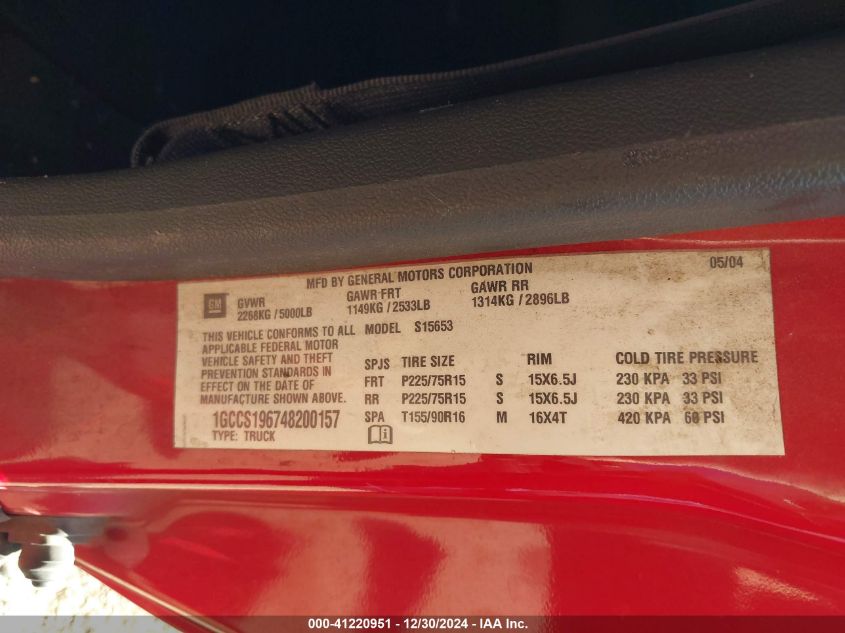 MFD BY GENERAL MOTORS CORPORATION 05/04
GM GVWR GAWR FRT GAWR RR
2268KG / 5000LB 1149KG / 2533LB 1314KG / 2896LB
THIS VEHICLE CONFORMS TO ALL MODEL S15653
APPLICABLE FEDERAL MOTOR
VEHICLE SAFETY AND THEFT
PREVENTION STANDARDS IN
EFFECT ON THE DATE OF
MANUFACTURE SHOWN ABOVE.
1GCCS196748200157
TYPE: TRUCK
SPJS TIRE SIZE RIM COLD TIRE PRESSURE
FRT P225/75R15 S 15X6.5J 230 KPA 33 PSI
RR P225/75R15 S 15X6.5J 230 KPA 33 PSI
SPA T155/90R16 M 16X4T 420 KPA 60 PSI
000-41220951 - 12/30/2024 - IAA Inc.